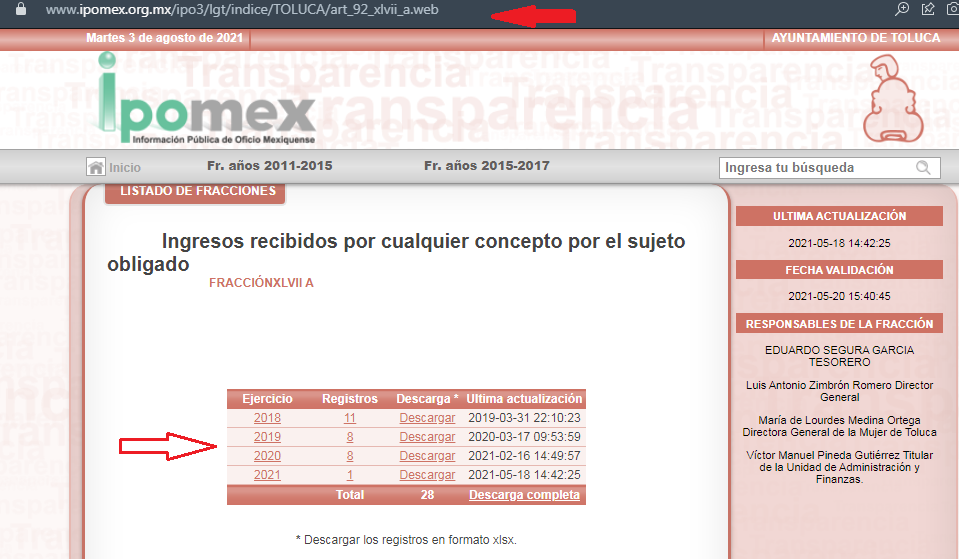 www.ipomex.org.mx/ipo3/lgt/indice/TOLUCA/art_92_xlvii_a.web
Martes 3 de agosto de 2021
AYUNTAMIENTO DE TOLUCA
Transparencia
ipomex
Información Pública de Oficio Mexiquense
Inicio
Fr. años 2011-2015
Fr. años 2015-2017
Ingresa tu búsqueda
LISTADO DE FRACCIONES
Ingresos recibidos por cualquier concepto por el sujeto
obligado
FRACCIÓNXLVII A
Ejercicio Registros Descarga * Ultima actualización
2018 11 Descargar 2019-03-31 22:10:23
2019 8 Descargar 2020-03-17 09:53:59
2020 8 Descargar 2021-02-16 14:49:57
2021 1 Descargar 2021-05-18 14:42:25
Total 28 Descarga completa
* Descargar los registros en formato xlsx.
ULTIMA ACTUALIZACIÓN
2021-05-18 14:42:25
FECHA VALIDACIÓN
2021-05-20 15:40:45
RESPONSABLES DE LA FRACCIÓN
EDUARDO SEGURA GARCIA
TESORERO
Luis Antonio Zimbrón Romero Director
General
María de Lourdes Medina Ortega
Directora General de la Mujer de Toluca
Víctor Manuel Pineda Gutiérrez Titular
de la Unidad de Administración y
Finanzas.